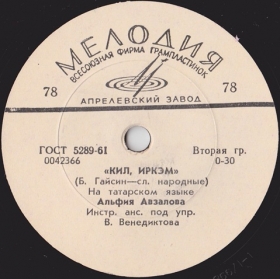 МЕЛОДИЯ
ВСЕСОЮЗНАЯ ФИРМА ГРАМПЛАСТИНОК
78 78
АПРЕЛЕВСКИЙ ЗАВОД
ГОСТ 5289-61 Вторая гр.
0042366 0-30
«КИЛ, ИРКЭМ»
(Б. Гайсин—сл. народные)
На татарском языке
Альфия Авзалова
Инстр. анс. под упр.
В. Венедиктова